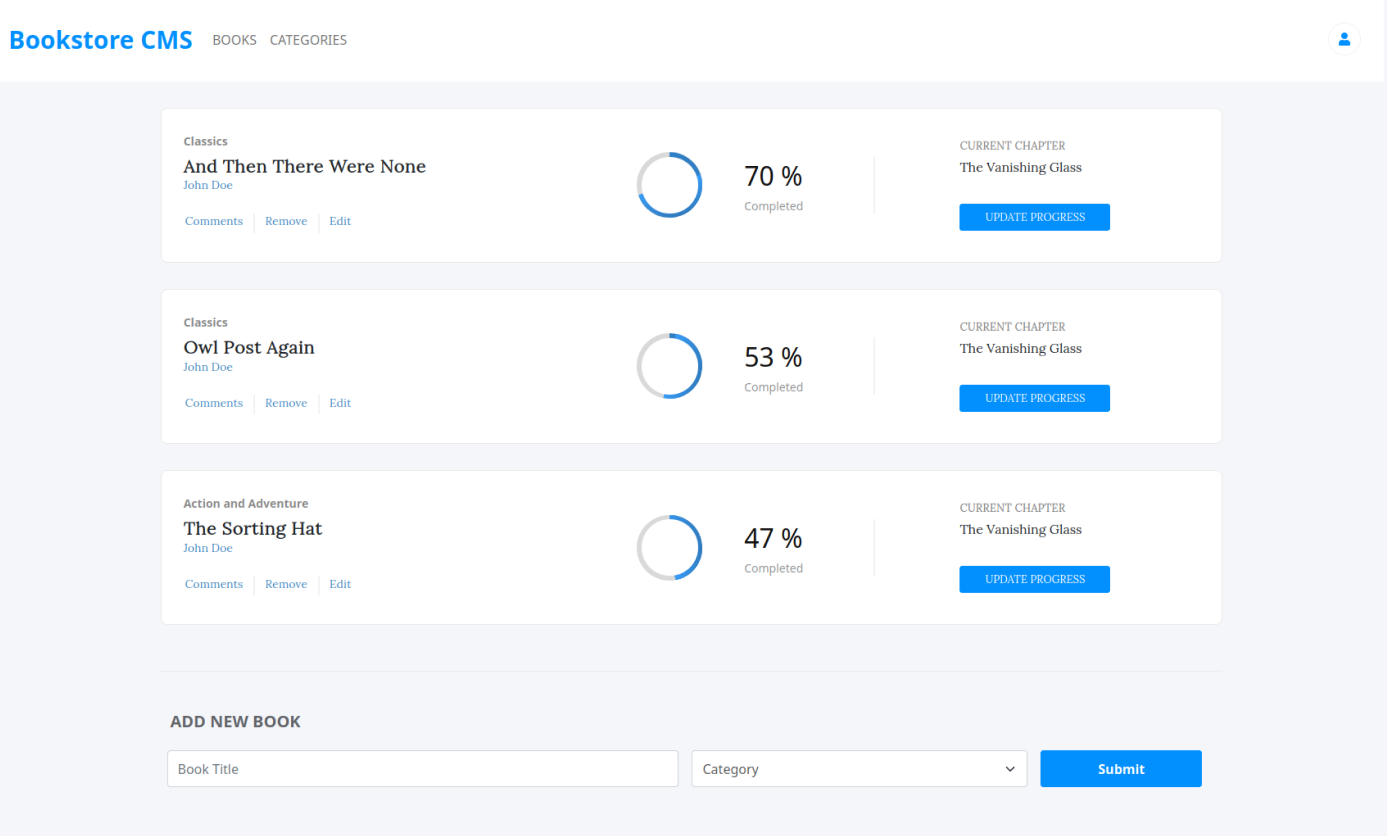 Bookstore CMS BOOKS CATEGORIES
Classics
And Then There Were None
John Doe
Comments Remove Edit
70 %
Completed
CURRENT CHAPTER
The Vanishing Glass
UPDATE PROGRESS
Classics
Owl Post Again
John Doe
Comments Remove Edit
53 %
Completed
CURRENT CHAPTER
The Vanishing Glass
UPDATE PROGRESS
Action and Adventure
The Sorting Hat
John Doe
Comments Remove Edit
47 %
Completed
CURRENT CHAPTER
The Vanishing Glass
UPDATE PROGRESS
ADD NEW BOOK
Book Title Category Submit